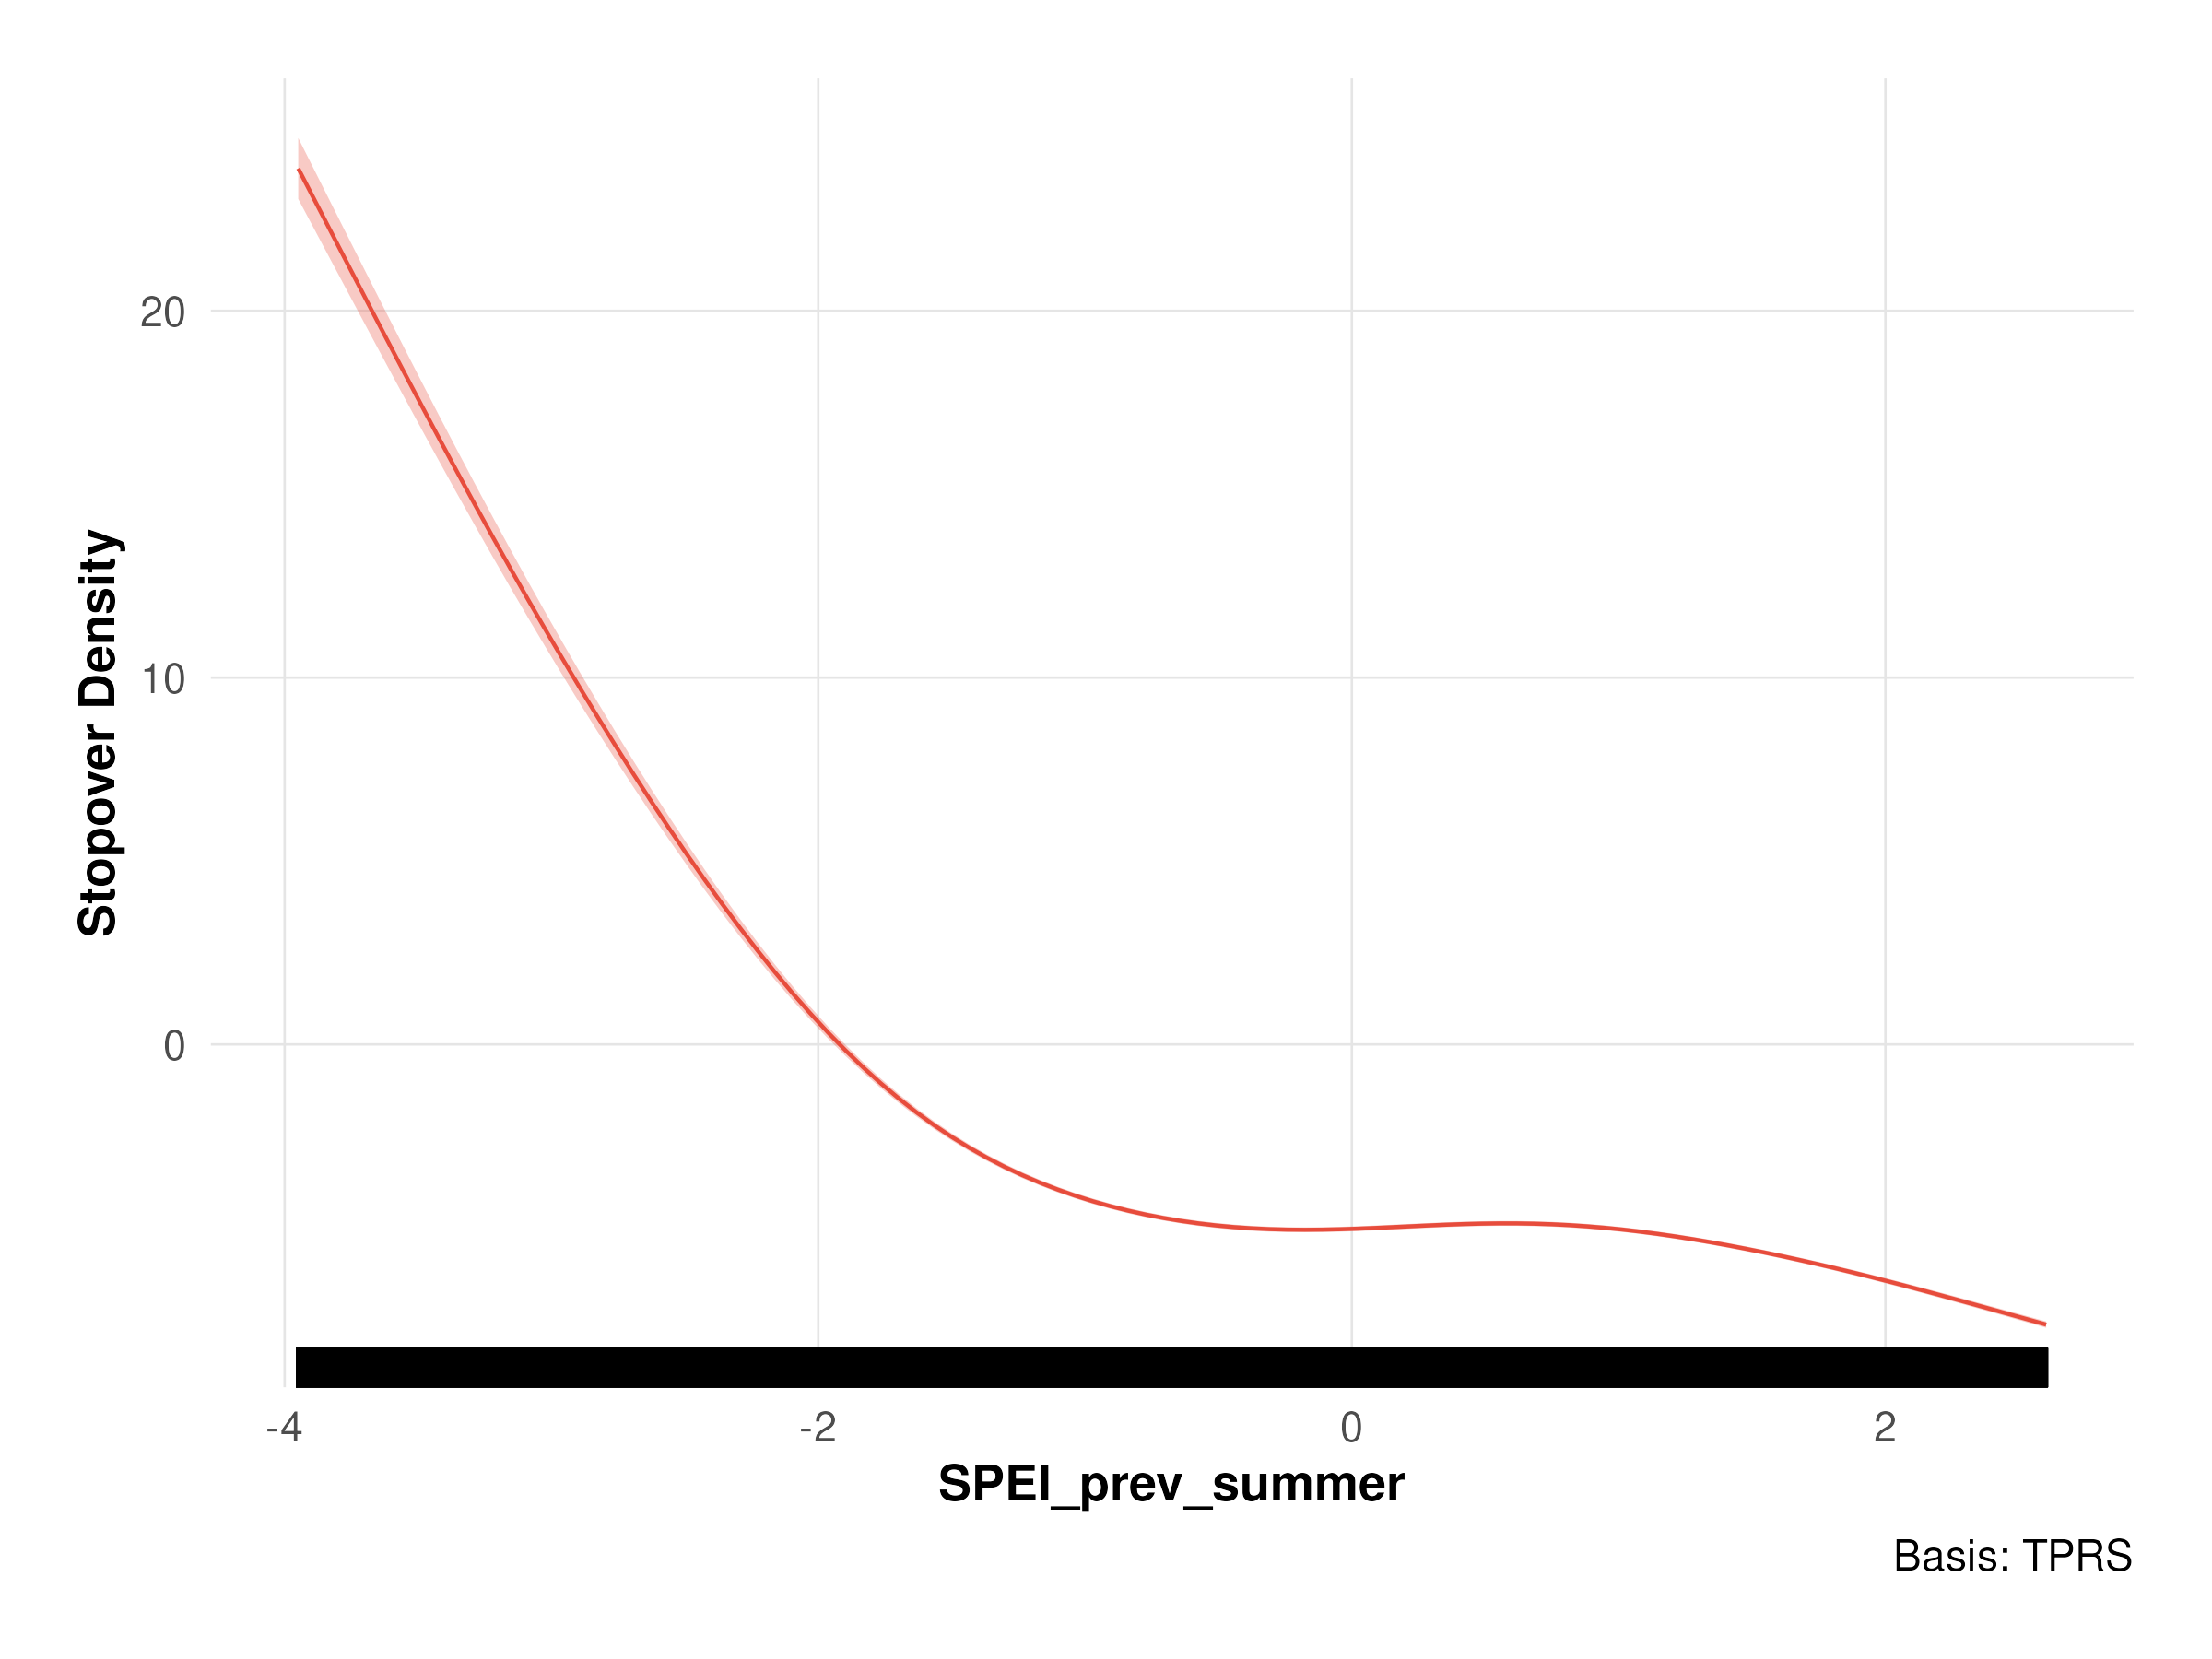 Stopover Density
20
10
0
-4 -2 0 2
SPEI_prev_summer
Basis: TPRS